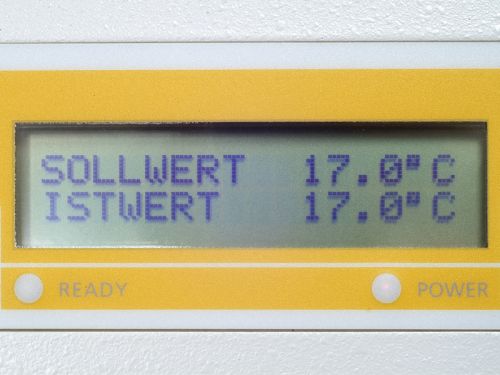 SOLLWERT 17.0°C
ISTWERT 17.0°C
READY POWER